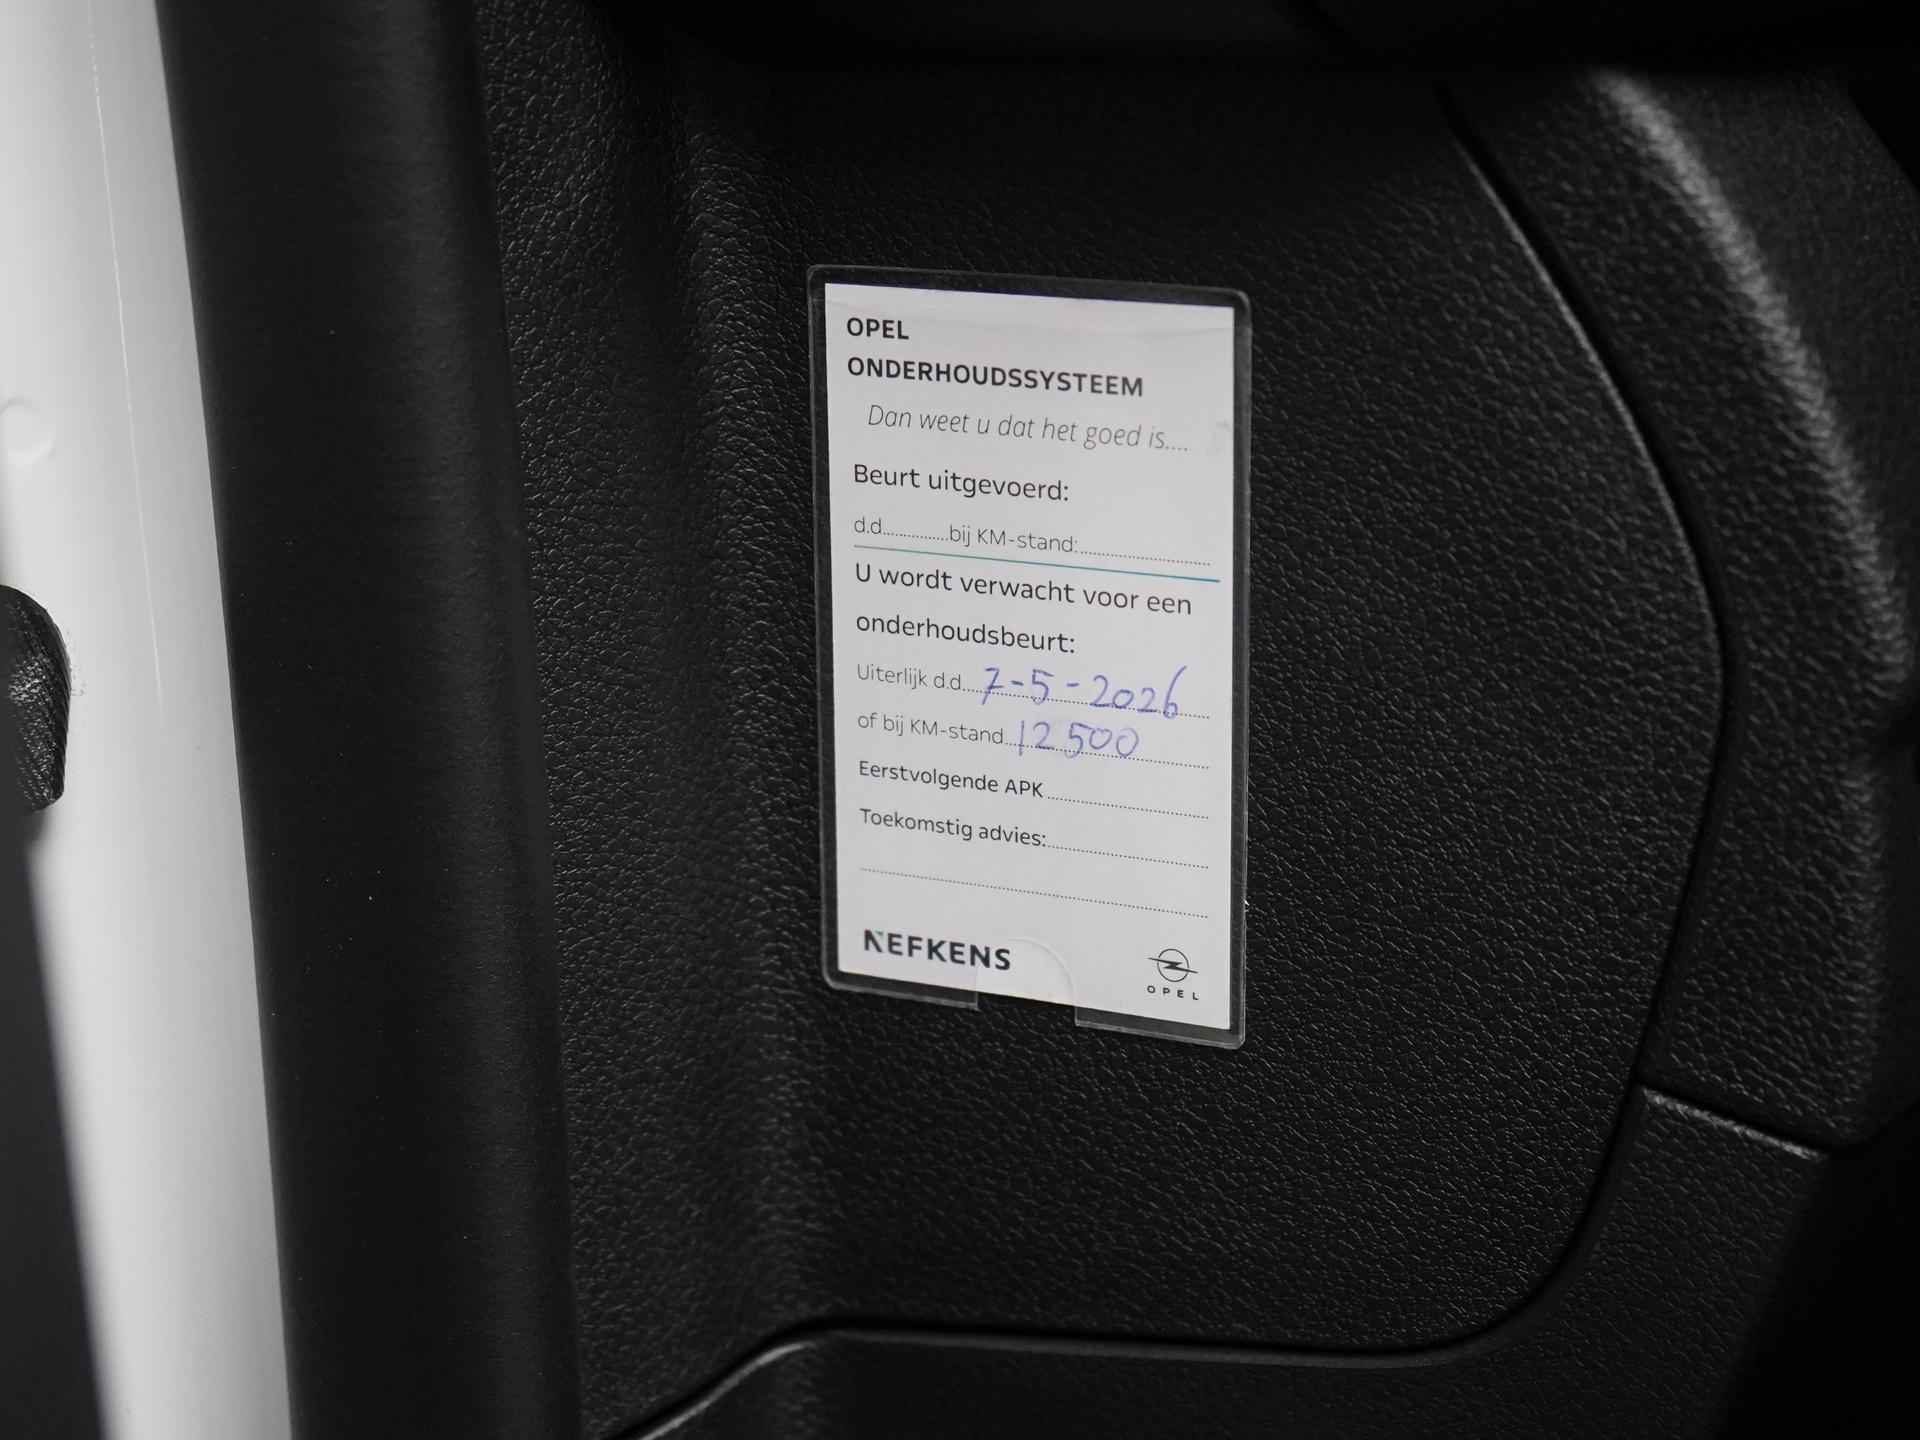 OPEL
ONDERHOUDSSYSTEEM
Dan weet u dat het goed is....
Beurt uitgevoerd:
d.d..............bij KM-stand:............................
U wordt verwacht voor een
onderhoudsbeurt:
Uiterlijk d.d....7-5-2026
of bij KM-stand...12500
Eerstvolgende APK....................................
Toekomstig advies:....................................
NEFKENS
OPEL